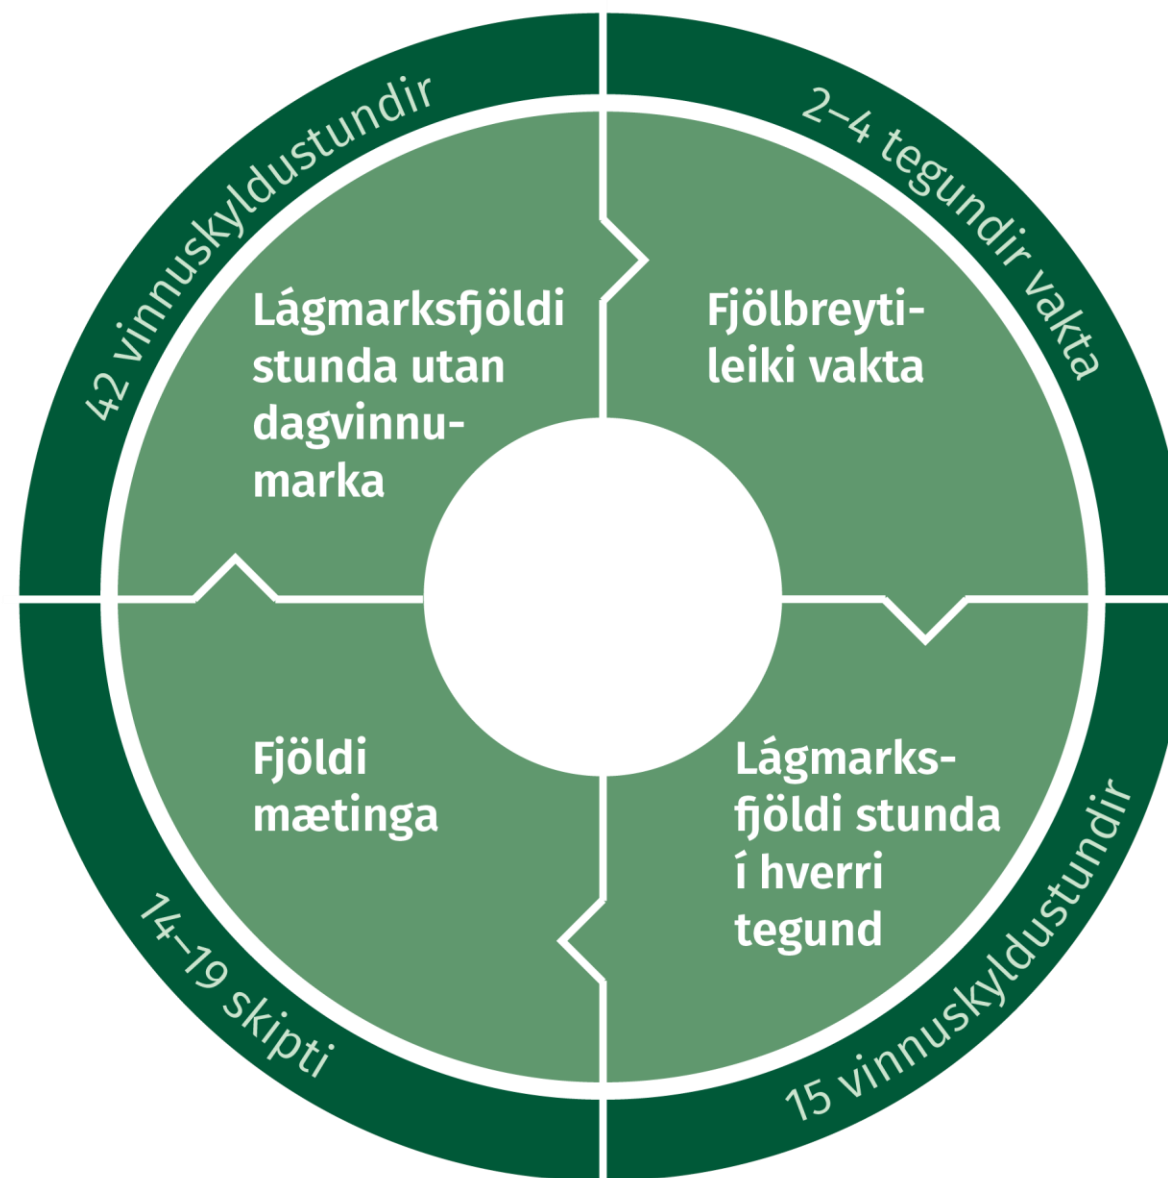 42 vinnuskyldustundir
Lágmarksfjöldi
stunda utan
dagvinnu-
marka
2–4 tegundir vakta
Fjölbreyti-
leiki vakta
Fjöldi
mætinga
14–19 skipti
Lágmarks-
fjöldi stunda
í hverri
tegund
15 vinnuskyldustundir